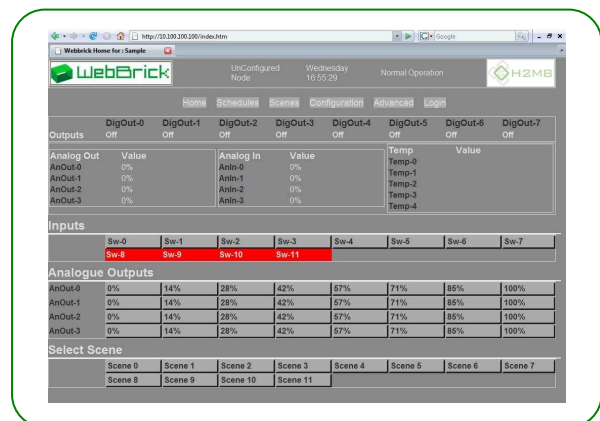 http://10.100.100.100/index.htm
Google
Webbrick Home for : Sample
WebBrick
UnConfigured Node
Wednesday 16:55:29
Normal Operation
H2MB
Home Schedules Scenes Configuration Advanced Login
DigOut-0 DigOut-1 DigOut-2 DigOut-3 DigOut-4 DigOut-5 DigOut-6 DigOut-7
Outputs Off Off Off Off Off Off Off Off
Analog Out Value
AnOut-0 0%
AnOut-1 0%
AnOut-2 0%
AnOut-3 0%
Analog In Value
AnIn-0 0%
AnIn-1 0%
AnIn-2 0%
AnIn-3 0%
Temp Value
Temp-0
Temp-1
Temp-2
Temp-3
Temp-4
Inputs
Sw-0 Sw-1 Sw-2 Sw-3 Sw-4 Sw-5 Sw-6 Sw-7
Sw-8 Sw-9 Sw-10 Sw-11
Analogue Outputs
AnOut-0 0% 14% 28% 42% 57% 71% 85% 100%
AnOut-1 0% 14% 28% 42% 57% 71% 85% 100%
AnOut-2 0% 14% 28% 42% 57% 71% 85% 100%
AnOut-3 0% 14% 28% 42% 57% 71% 85% 100%
Select Scene
Scene 0 Scene 1 Scene 2 Scene 3 Scene 4 Scene 5 Scene 6 Scene 7
Scene 8 Scene 9 Scene 10 Scene 11